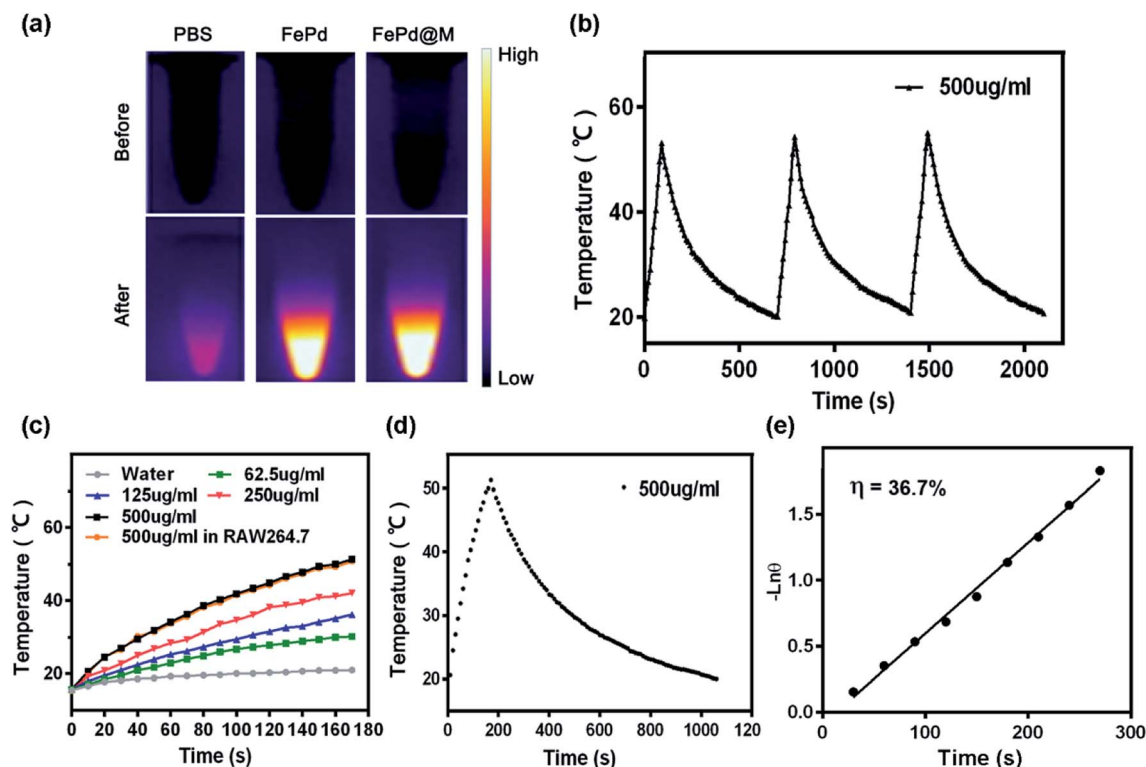 (a)
PBS FePd FePd@M
Before
After
High
Low
(b)
500ug/ml
Temperature ( ℃ )
60
40
20
0 500 1000 1500 2000
Time (s)
(c)
Water 62.5ug/ml
125ug/ml 250ug/ml
500ug/ml
500ug/ml in RAW264.7
Temperature ( ℃ )
60
40
20
0 20 40 60 80 100 120 140 160 180
Time (s)
(d)
500ug/ml
Temperature ( ℃ )
50
40
30
20
0 200 400 600 800 1000 120
Time (s)
(e)
η = 36.7%
-Lnθ
1.5
1.0
0.5
0.0
0 100 200 300
Time (s)